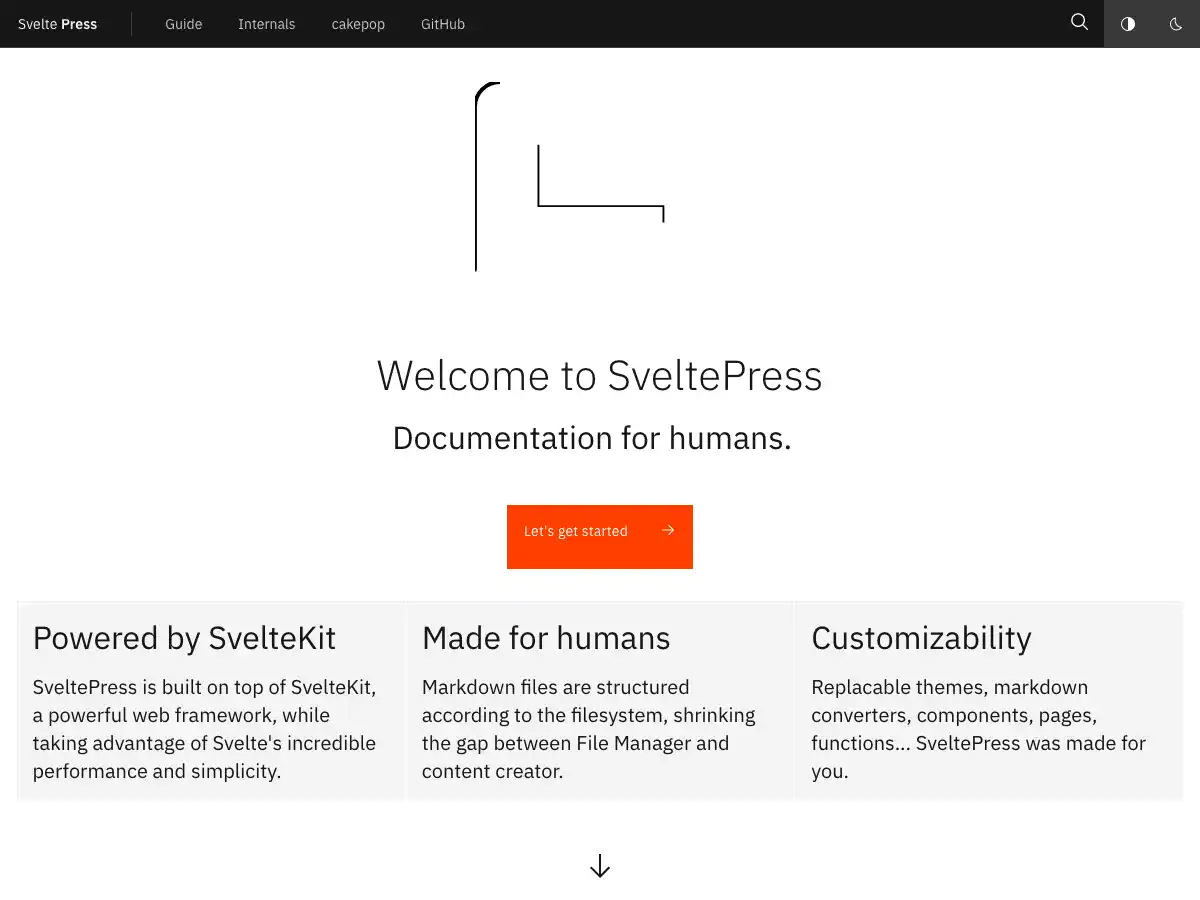 Svelte Press Guide Internals cakepop GitHub
Welcome to SveltePress
Documentation for humans.
Let's get started
Powered by SvelteKit
SveltePress is built on top of SvelteKit,
a powerful web framework, while
taking advantage of Svelte's incredible
performance and simplicity.
Made for humans
Markdown files are structured
according to the filesystem, shrinking
the gap between File Manager and
content creator.
Customizability
Replacable themes, markdown
converters, components, pages,
functions... SveltePress was made for
you.